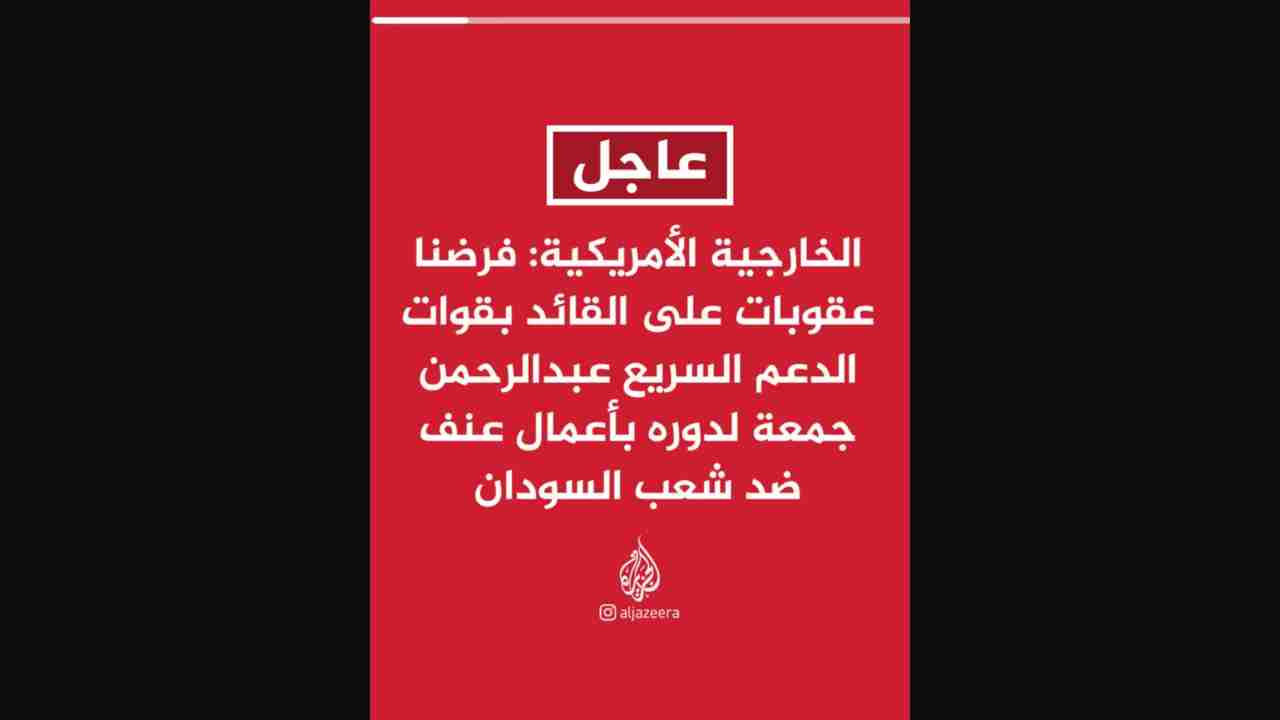 عاجل
الخارجية الأمريكية: فرضنا
عقوبات على القائد بقوات
الدعم السريع عبدالرحمن
جمعة لدوره بأعمال عنف
ضد شعب السودان
الجزيرة
aljazeera